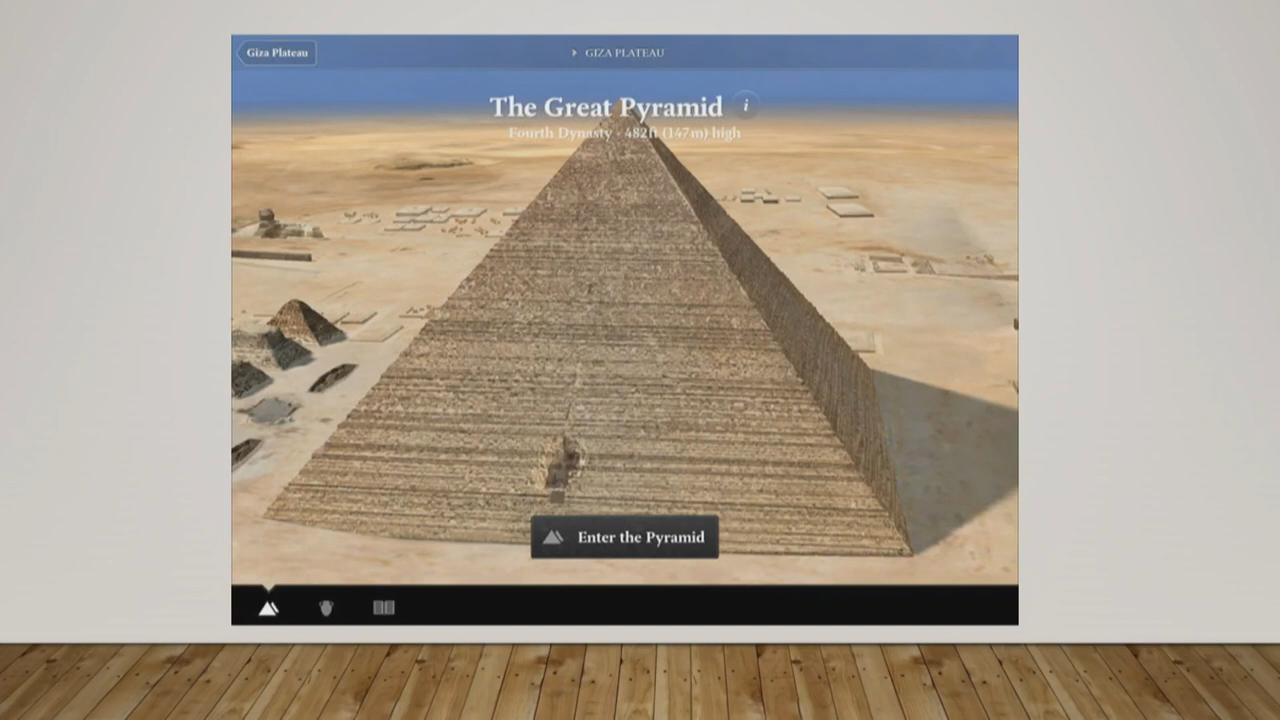 Giza Plateau
GIZA PLATEAU
The Great Pyramid i
Fourth Dynasty · 482ft (147m) high
Enter the Pyramid